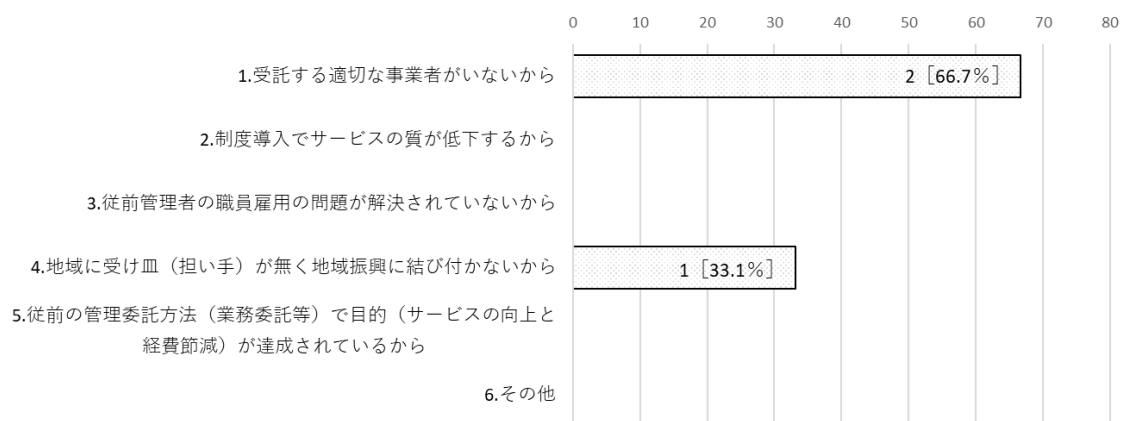 0 10 20 30 40 50 60 70 80
1.受託する適切な事業者がいないから
2［66.7％］
2.制度導入でサービスの質が低下するから
3.従前管理者の職員雇用の問題が解決されていないから
4.地域に受け皿（担い手）が無く地域振興に結び付かないから
1［33.1％］
5.従前の管理委託方法（業務委託等）で目的（サービスの向上と
経費節減）が達成されているから
6.その他